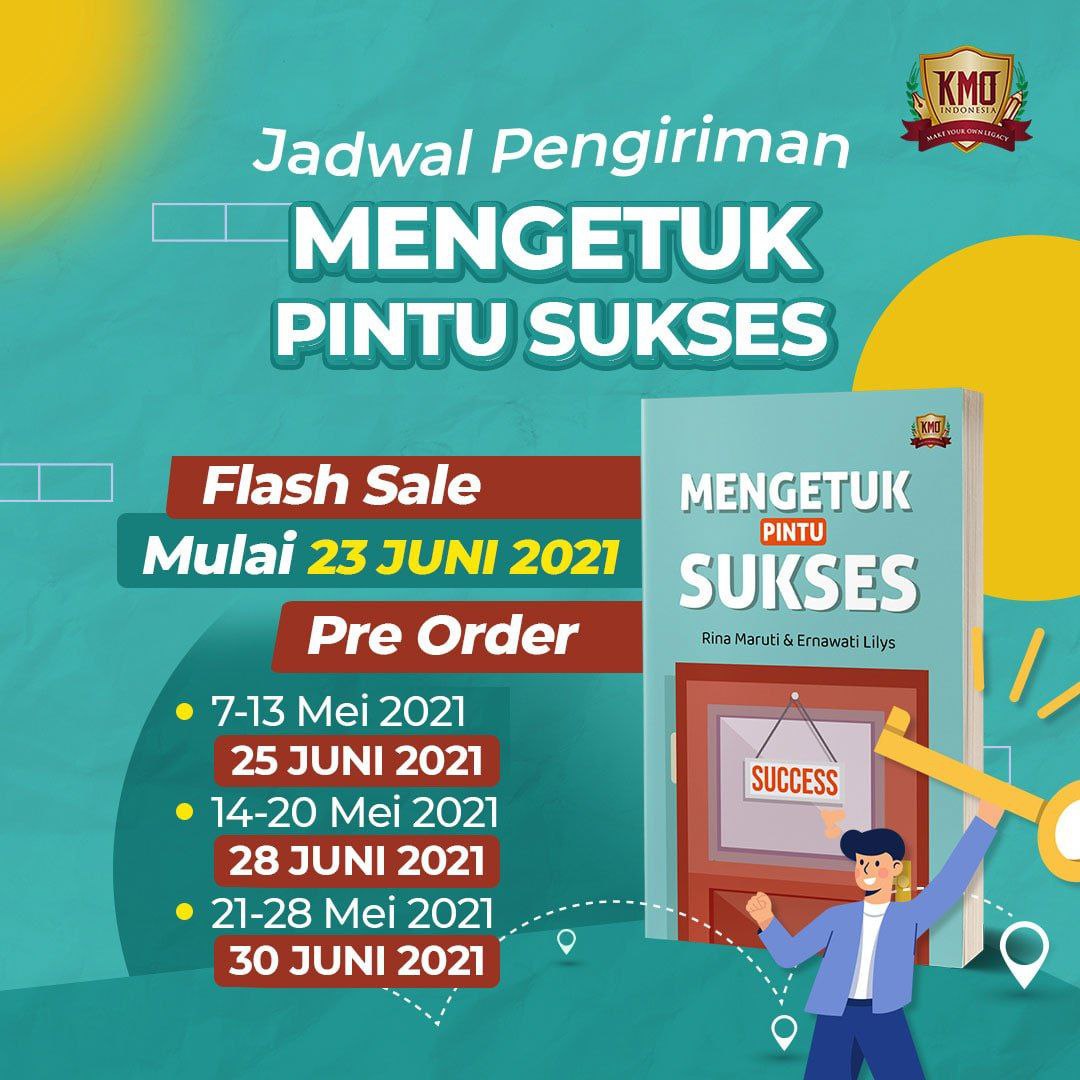 KMO
INDONESIA
MAKE YOUR OWN LEGACY
Jadwal Pengiriman
MENGETUK
PINTU SUKSES
Flash Sale
Mulai 23 JUNI 2021
Pre Order
7-13 Mei 2021
25 JUNI 2021
14-20 Mei 2021
28 JUNI 2021
21-28 Mei 2021
30 JUNI 2021
KMO
MENGETUK
PINTU
SUKSES
Rina Maruti & Ernawati Lilys
SUCCESS